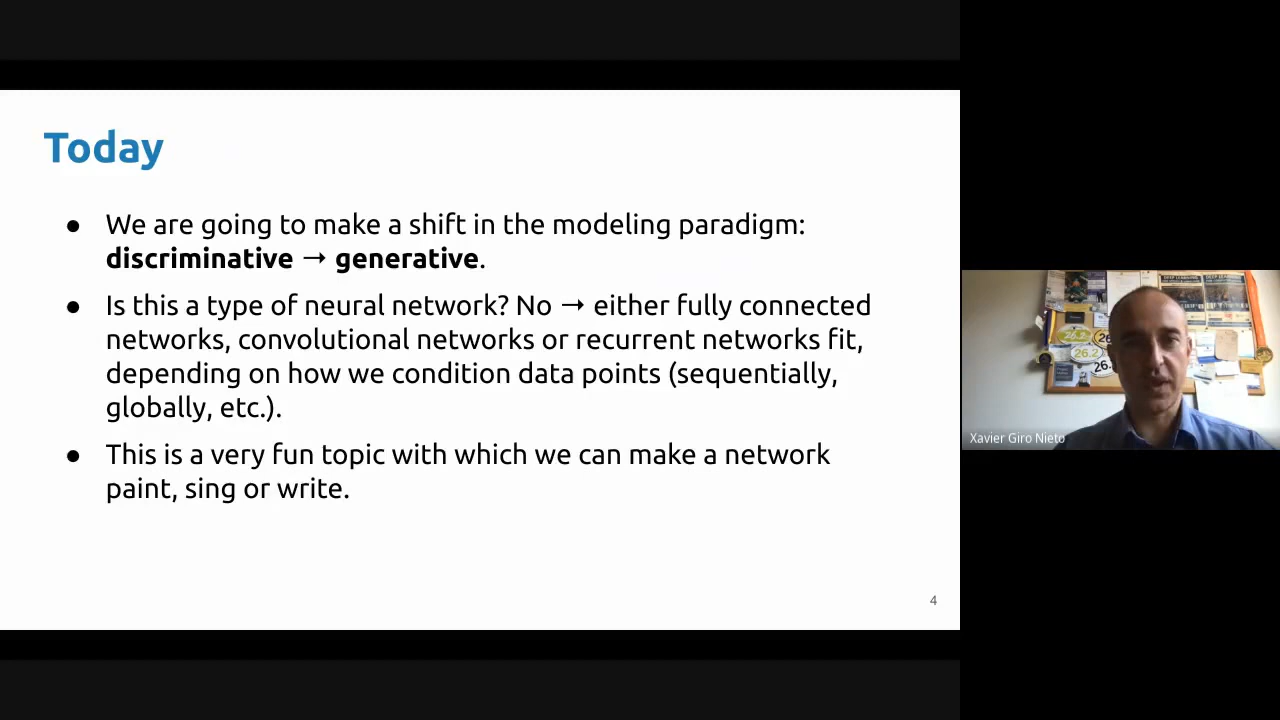 Today
● We are going to make a shift in the modeling paradigm:
discriminative → generative.
● Is this a type of neural network? No → either fully connected
networks, convolutional networks or recurrent networks fit,
depending on how we condition data points (sequentially,
globally, etc.).
● This is a very fun topic with which we can make a network
paint, sing or write.
4
26.2
Xavier Giro Nieto